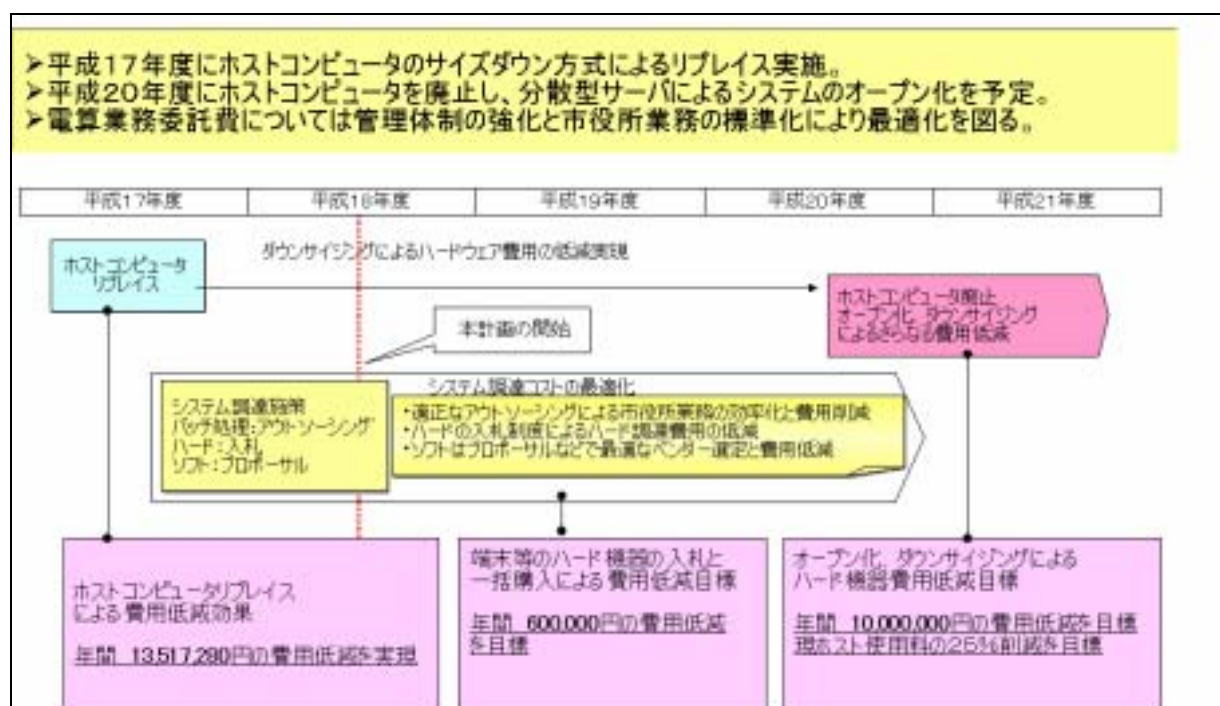 ➢平成17年度にホストコンピュータのサイズダウン方式によるリプレイス実施。
➢平成20年度にホストコンピュータを廃止し、分散型サーバによるシステムのオープン化を予定。
➢電算業務委託費については管理体制の強化と市役所業務の標準化により最適化を図る。
平成17年度 平成18年度 平成19年度 平成20年度 平成21年度
ダウンサイジングによるハードウェア費用の低減実現
ホストコンピュータ
リプレイス
ホストコンピュータ廃止
オープン化、ダウンサイジング
によるさらなる費用低減
本計画の開始
システム調達コストの最適化
システム調達施策
バッチ処理:アウトソーシング
ハード:入札
ソフト:プロポーサル
・適正なアウトソーシングによる市役所業務の効率化と費用削減
・ハードの入札制度によるハード調達費用の低減
・ソフトはプロポーサルなどで最適なベンダー選定と費用低減
ホストコンピュータリプレイス
による費用低減効果
年間 13,517,280円の費用低減を実現
端末等のハード機器の入札と
一括購入による費用低減目標
年間 600,000円の費用低減
を目標
オープン化、ダウンサイジングによる
ハード機器費用低減目標
年間 10,000,000円の費用低減を目標
現ホスト使用料の25%削減を目標